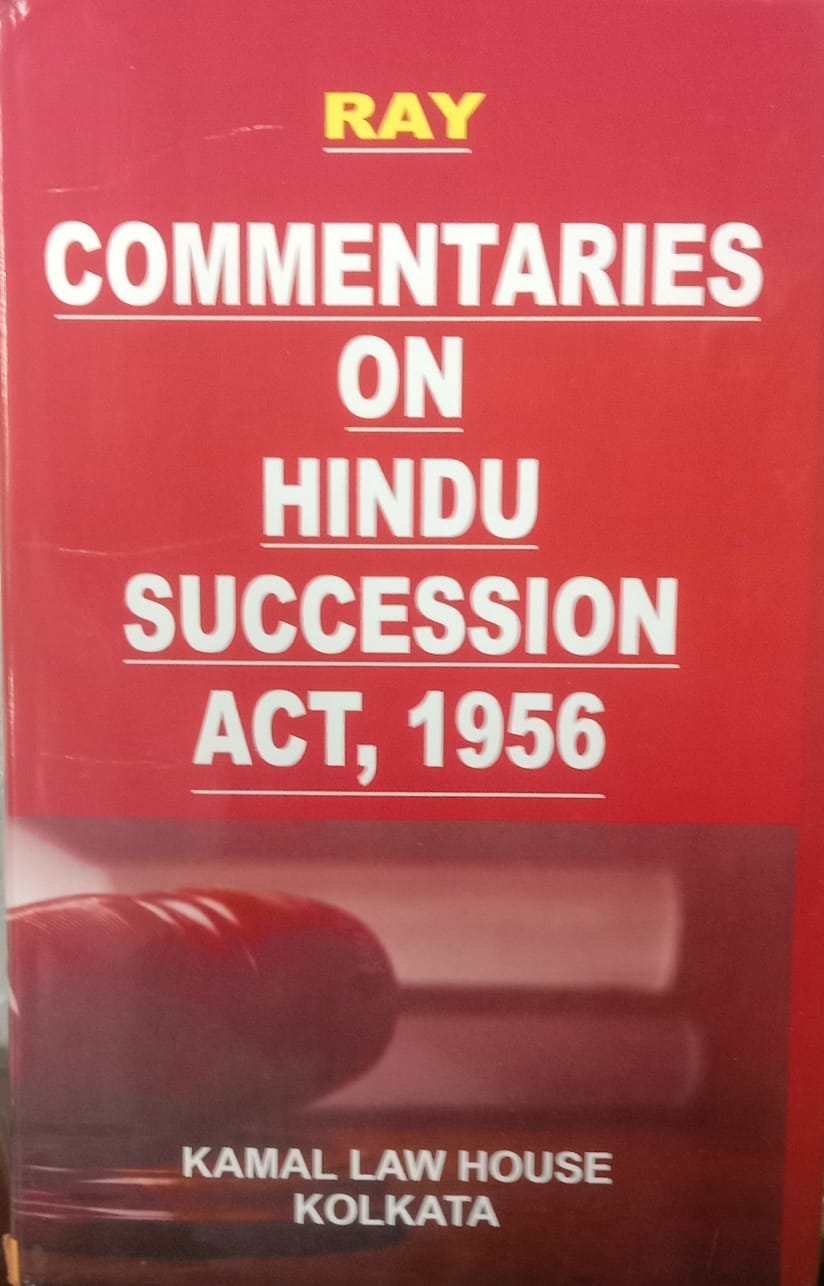 RAY
COMMENTARIES
ON
HINDU
SUCCESSION
ACT, 1956
KAMAL LAW HOUSE
KOLKATA